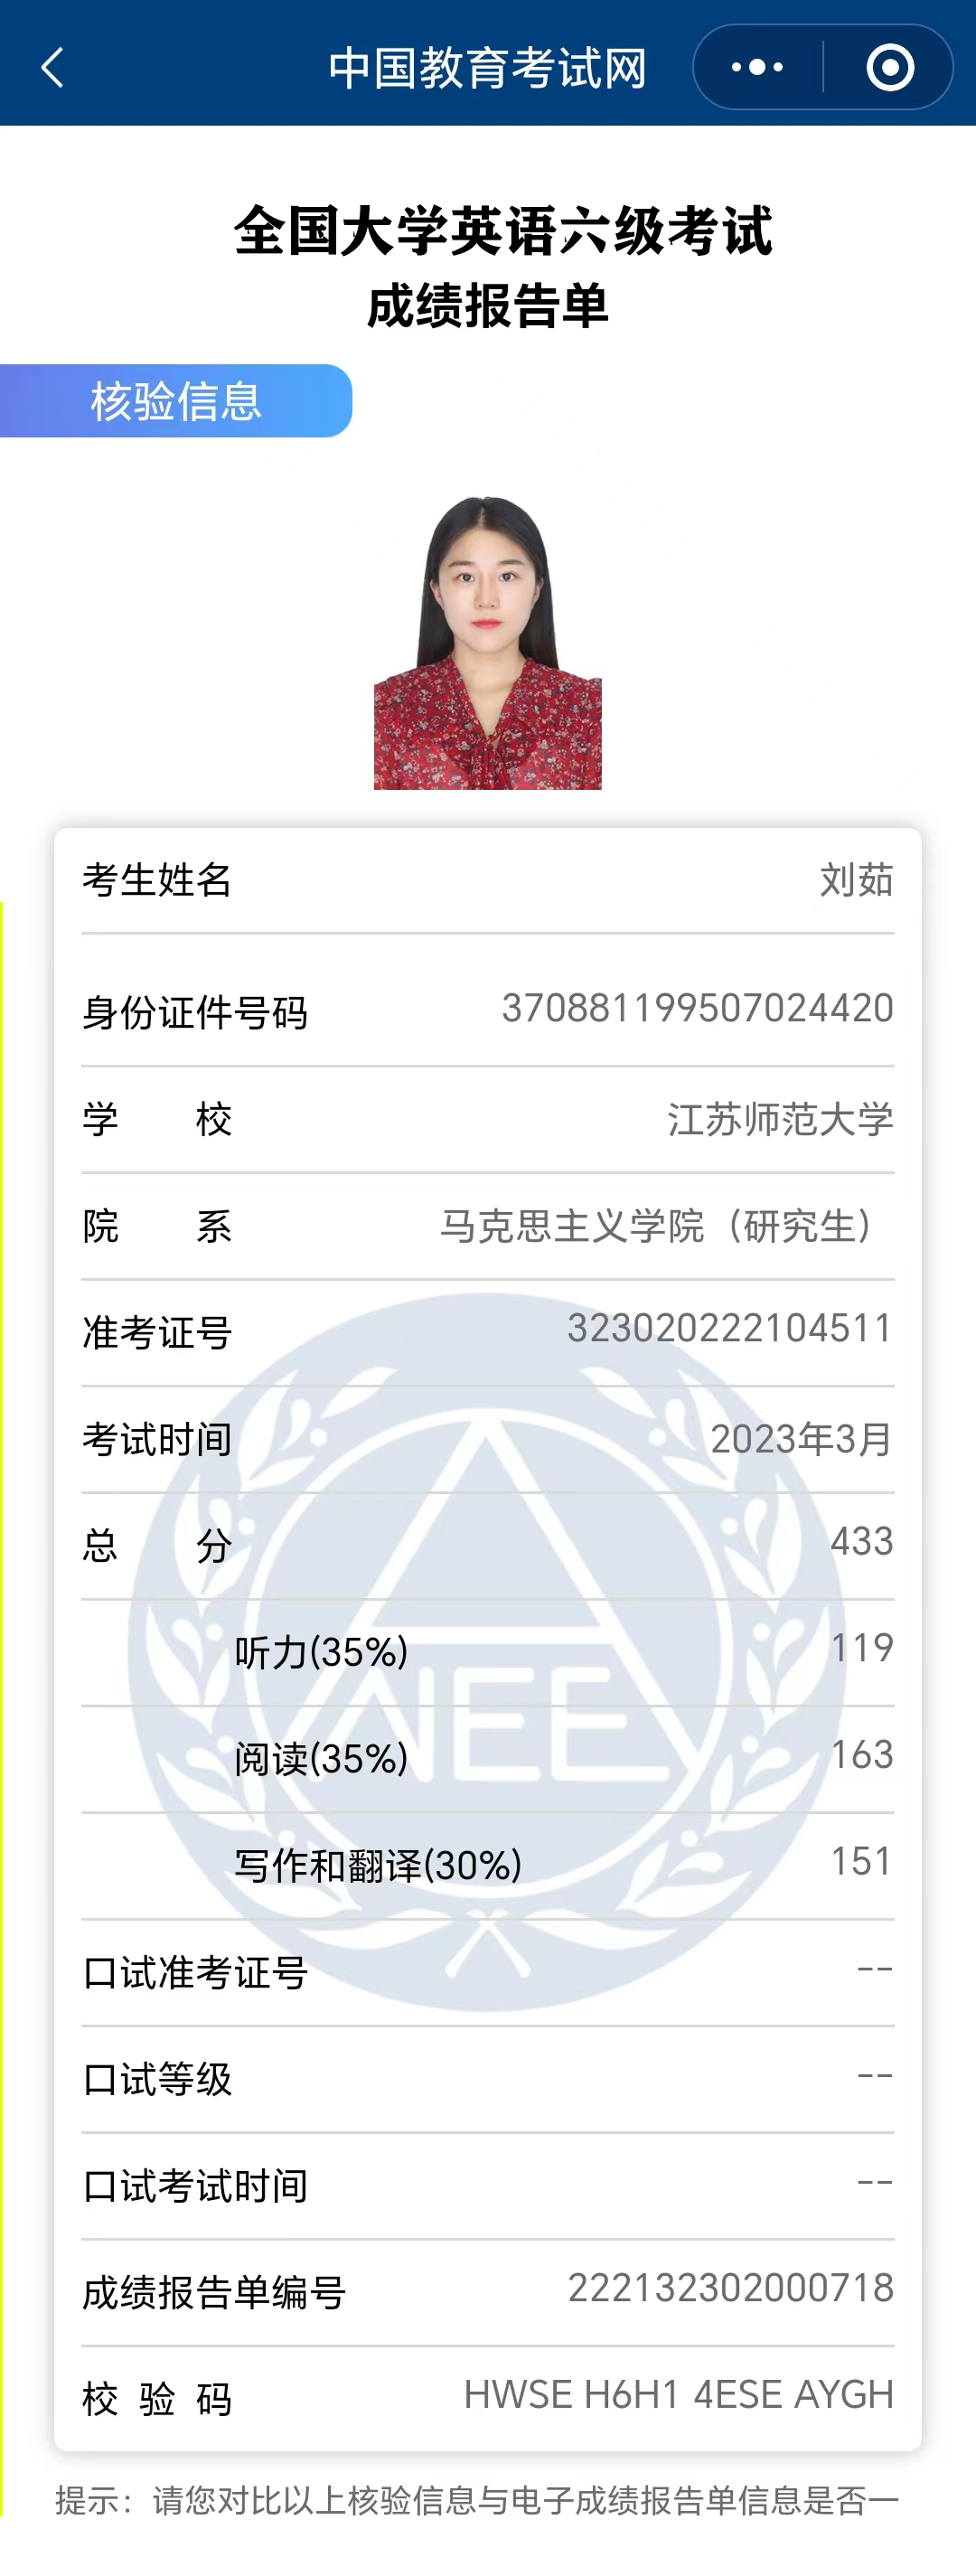 中国教育考试网
全国大学英语六级考试
成绩报告单
核验信息
考生姓名 刘茹
身份证件号码 370881199507024420
学 校 江苏师范大学
院 系 马克思主义学院（研究生）
准考证号 323020222104511
考试时间 2023年3月
总 分 433
听力(35%) 119
阅读(35%) 163
写作和翻译(30%) 151
口试准考证号 --
口试等级 --
口试考试时间 --
成绩报告单编号 222132302000718
校 验 码 HWSE H6H1 4ESE AYGH
NEEA
提示：请您对比以上核验信息与电子成绩报告单信息是否一